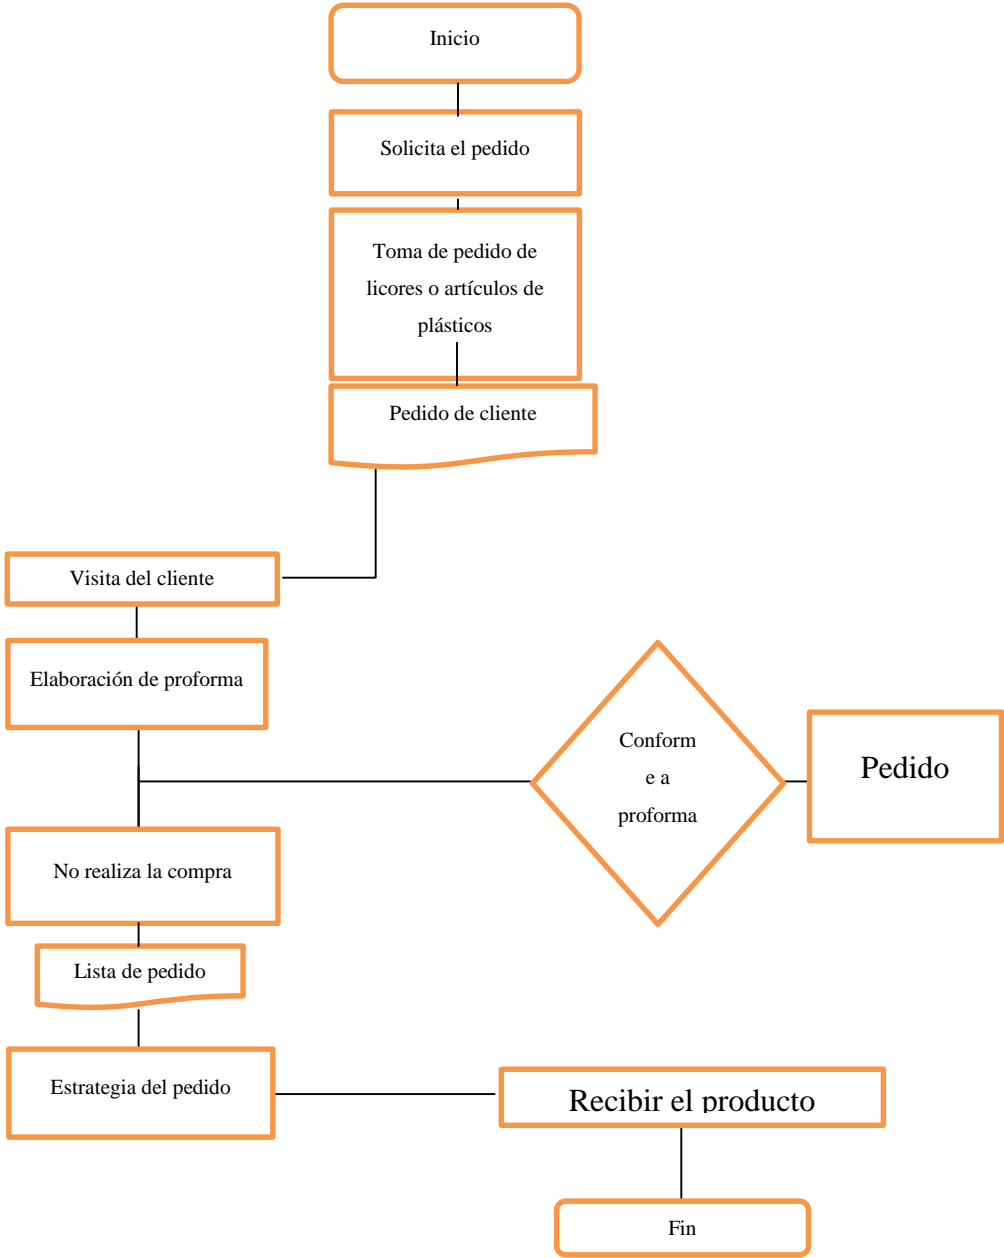 Inicio
Solicita el pedido
Toma de pedido de
licores o artículos de
plásticos
Pedido de cliente
Visita del cliente
Elaboración de proforma
Conform
e a
proforma
Pedido
No realiza la compra
Lista de pedido
Estrategia del pedido
Recibir el producto
Fin